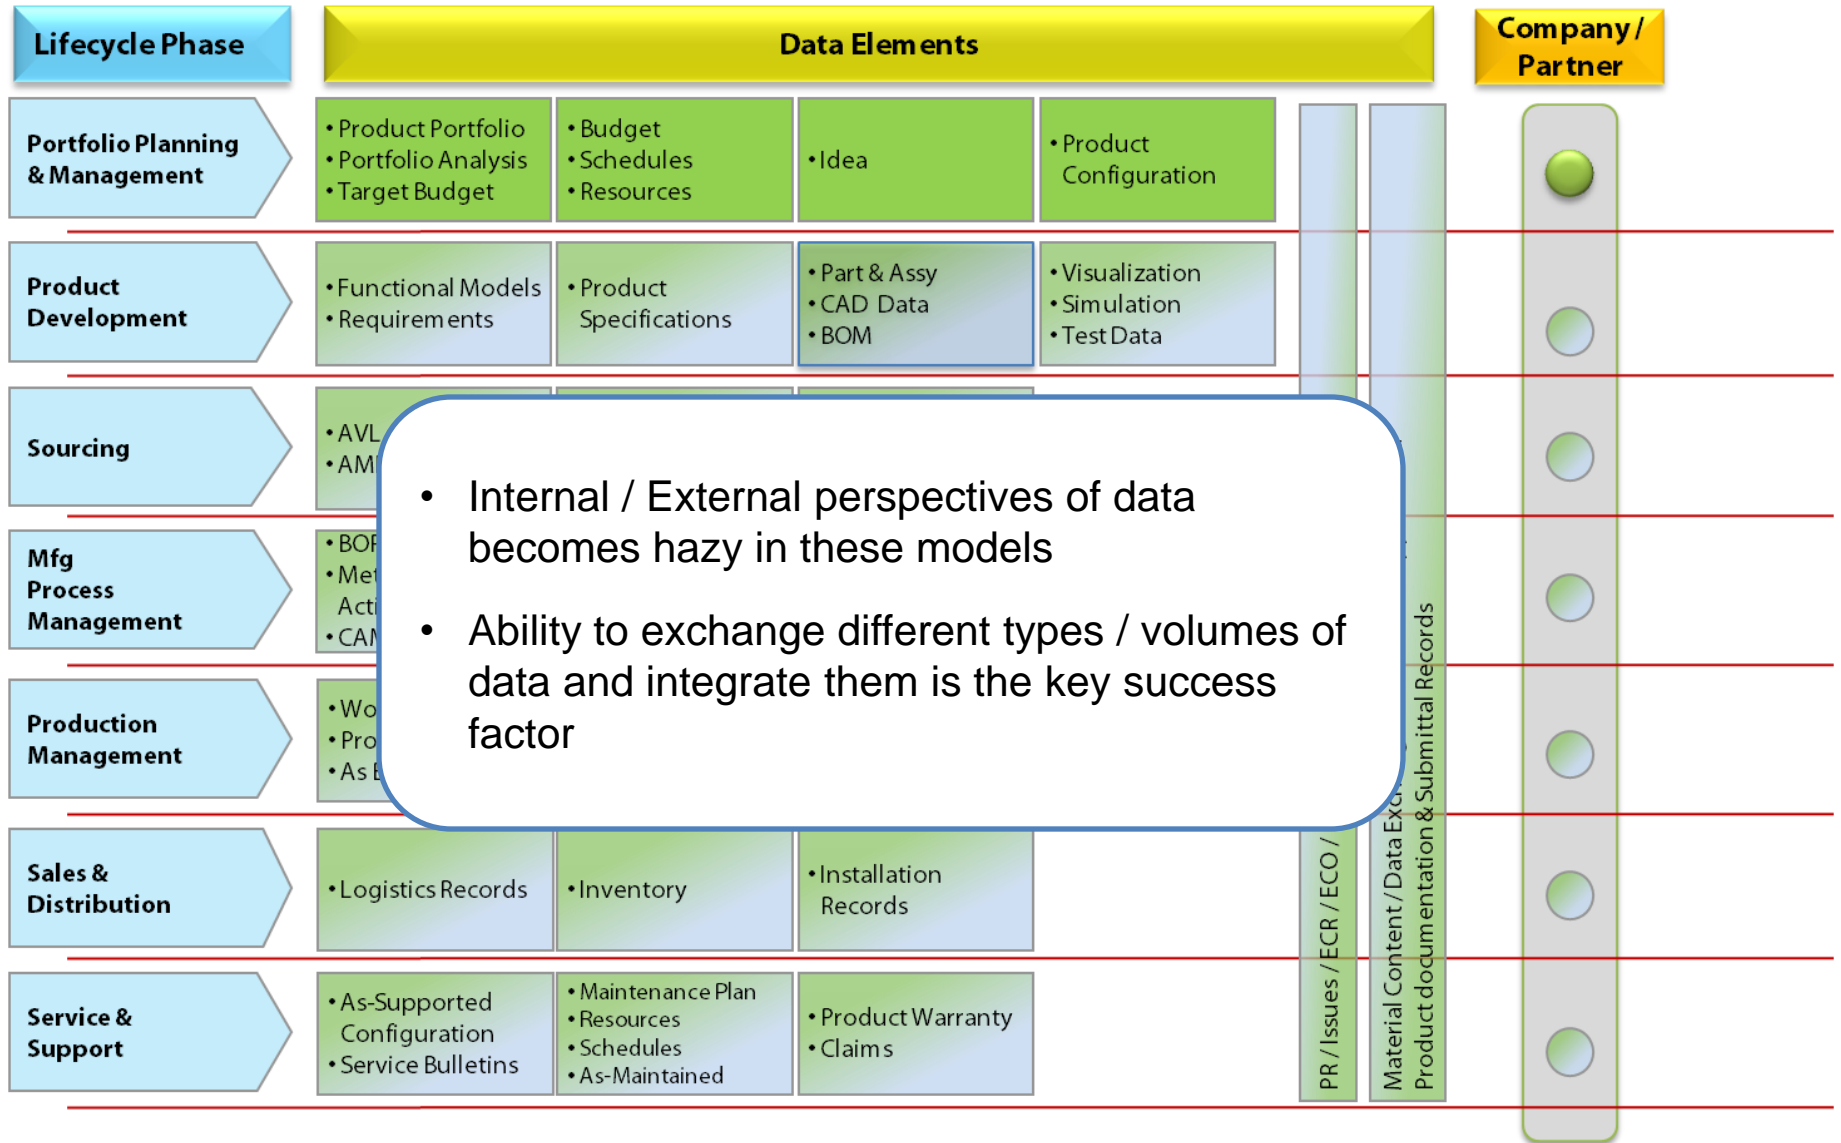 Lifecycle Phase
Data Elements
Company /
Partner
Portfolio Planning
& Management
• Product Portfolio
• Portfolio Analysis
• Target Budget
• Budget
• Schedules
• Resources
• Idea
• Product
Configuration
Product
Development
• Functional Models
• Requirements
• Product
Specifications
• Part & Assy
• CAD Data
• BOM
• Visualization
• Simulation
• Test Data
Sourcing
• AVL
Mfg
Process
Management
Production
Management
• Internal / External perspectives of data
becomes hazy in these models
• Ability to exchange different types / volumes of
data and integrate them is the key success
factor
Sales &
Distribution
• Logistics Records
• Inventory
• Installation
Records
Service &
Support
• As-Supported
Configuration
• Service Bulletins
• Maintenance Plan
• Resources
• Schedules
• As-Maintained
• Product Warranty
• Claims
PR / Issues / ECR / ECO /
Material Content / Data
Product documentation & Submittal Records